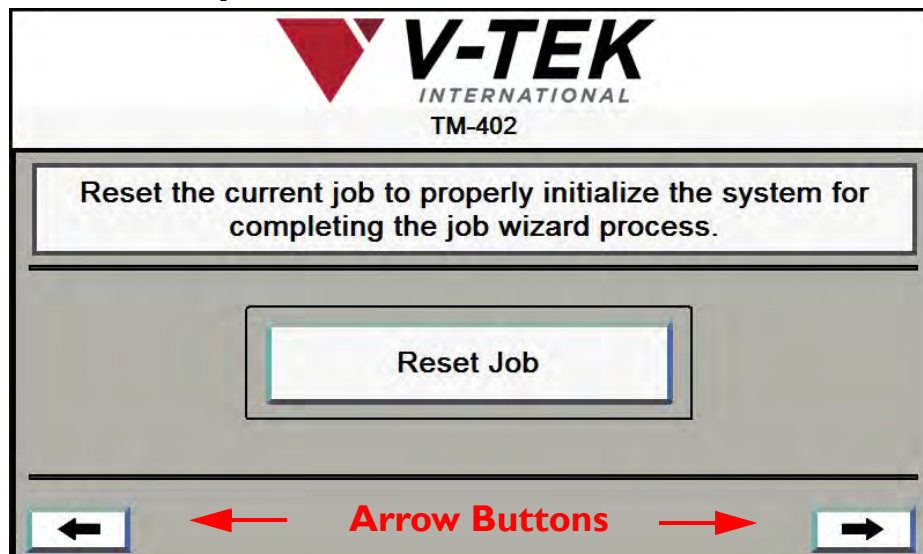 V-TEK
INTERNATIONAL
TM-402
Reset the current job to properly initialize the system for
completing the job wizard process.
Reset Job
Arrow Buttons